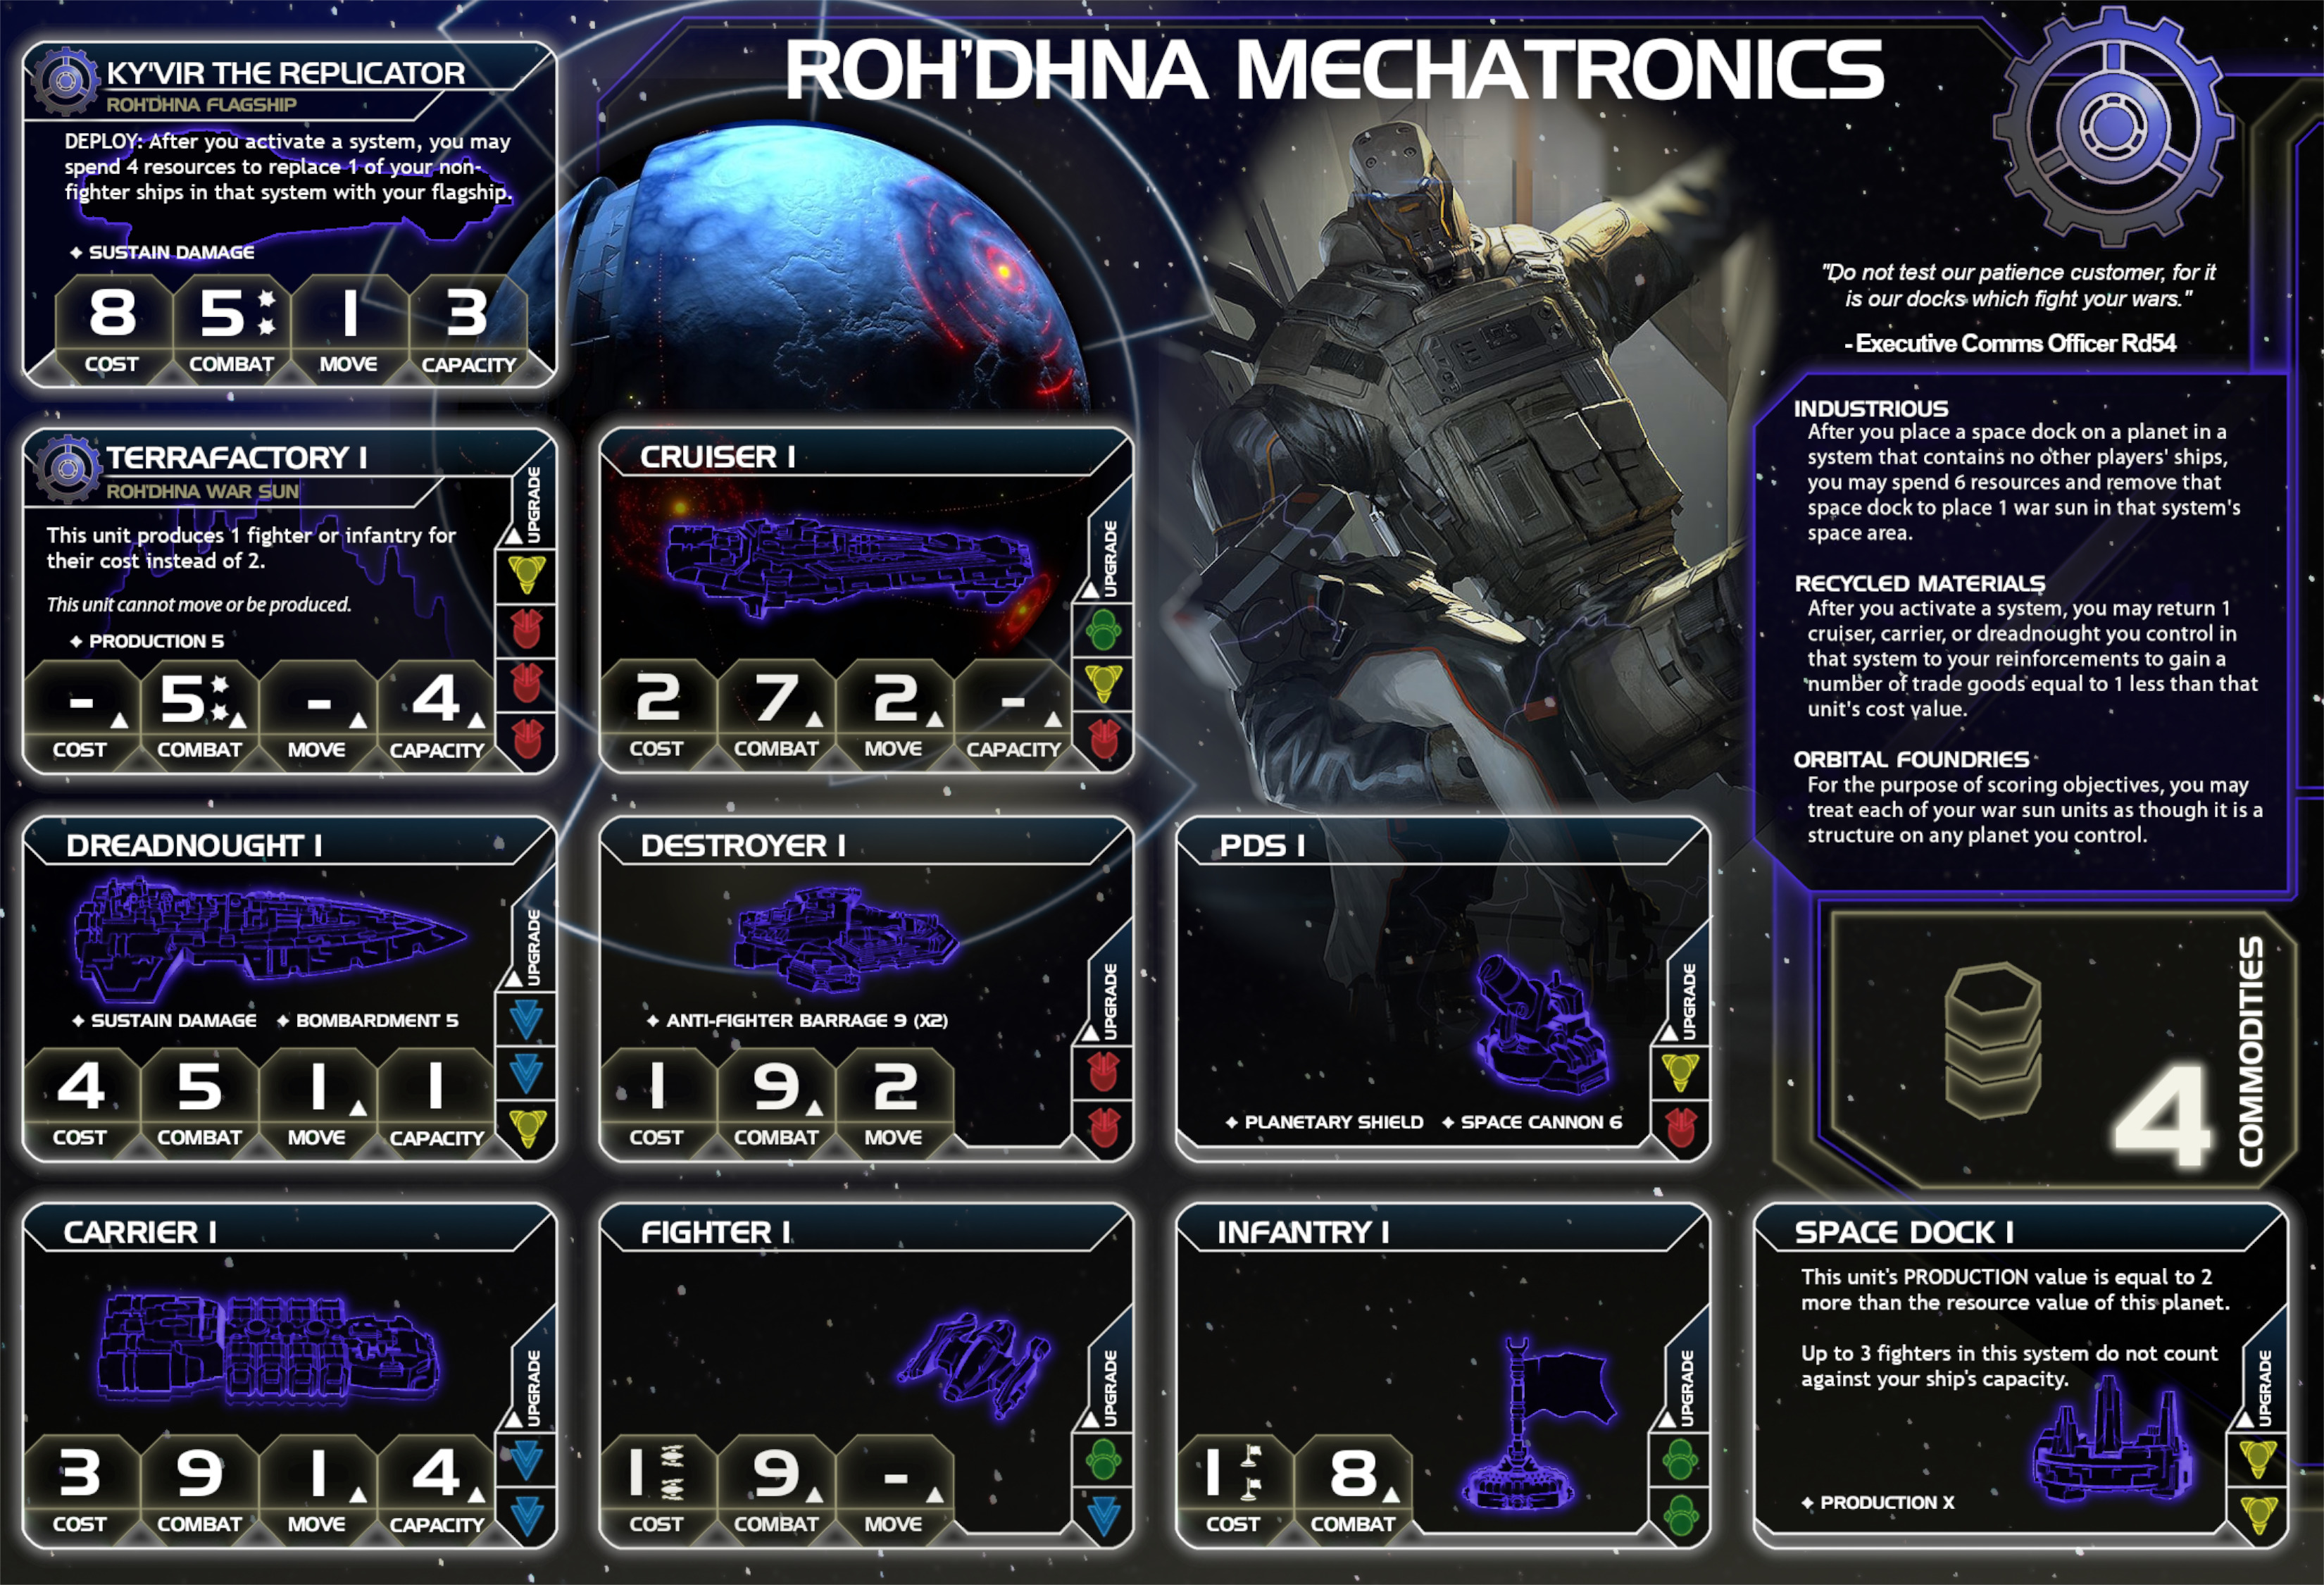 ROH'DHNA MECHATRONICS
KY'VIR THE REPLICATOR
ROH'DHNA FLAGSHIP
DEPLOY: After you activate a system, you may
spend 4 resources to replace 1 of your non-
fighter ships in that system with your flagship.
◆ SUSTAIN DAMAGE
8 5 1 3
COST COMBAT MOVE CAPACITY
"Do not test our patience customer, for it
is our docks which fight your wars."
- Executive Comms Officer Rd54
TERRAFACTORY I
ROH'DHNA WAR SUN
This unit produces 1 fighter or infantry for
their cost instead of 2.
This unit cannot move or be produced.
◆ PRODUCTION 5
- 5 - 4
COST COMBAT MOVE CAPACITY
UPGRADE
CRUISER I
2 7 2 -
COST COMBAT MOVE CAPACITY
UPGRADE
INDUSTRIOUS
After you place a space dock on a planet in a
system that contains no other players' ships,
you may spend 6 resources and remove that
space dock to place 1 war sun in that system's
space area.
RECYCLED MATERIALS
After you activate a system, you may return 1
cruiser, carrier, or dreadnought you control in
that system to your reinforcements to gain a
number of trade goods equal to 1 less than that
unit's cost value.
ORBITAL FOUNDRIES
For the purpose of scoring objectives, you may
treat each of your war sun units as though it is a
structure on any planet you control.
DREADNOUGHT I
◆ SUSTAIN DAMAGE ◆ BOMBARDMENT 5
4 5 1 1
COST COMBAT MOVE CAPACITY
UPGRADE
DESTROYER I
◆ ANTI-FIGHTER BARRAGE 9 (X2)
1 9 2
COST COMBAT MOVE
UPGRADE
PDS I
◆ PLANETARY SHIELD ◆ SPACE CANNON 6
UPGRADE
4
COMMODITIES
CARRIER I
3 9 1 4
COST COMBAT MOVE CAPACITY
UPGRADE
FIGHTER I
1 9 -
COST COMBAT MOVE
UPGRADE
INFANTRY I
1 8
COST COMBAT
UPGRADE
SPACE DOCK I
This unit's PRODUCTION value is equal to 2
more than the resource value of this planet.
Up to 3 fighters in this system do not count
against your ship's capacity.
◆ PRODUCTION X
UPGRADE